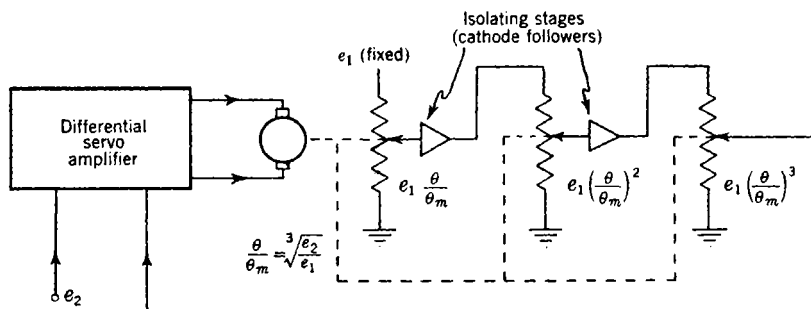 Isolating stages
(cathode followers)
e₁ (fixed)
Differential
servo
amplifier
e₁ θ/θₘ
e₁(θ/θₘ)²
e₁(θ/θₘ)³
θ/θₘ = ∛(e₂/e₁)
e₂